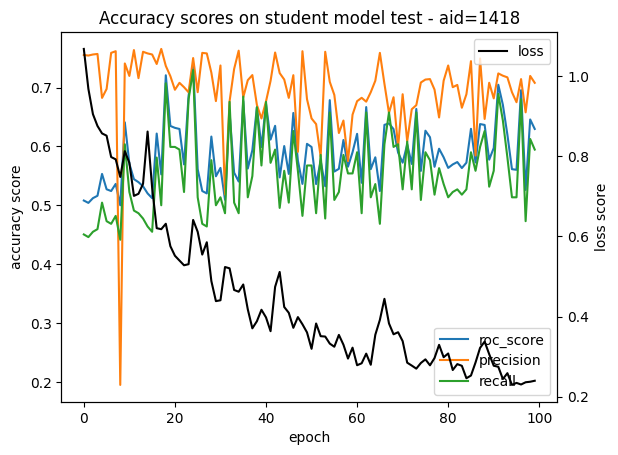 Accuracy scores on student model test - aid=1418
loss
accuracy score
0.7
0.6
0.5
0.4
0.3
0.2
1.0
0.8
0.6
0.4
0.2
loss score
roc_score
precision
recall
0 20 40 60 80 100
epoch